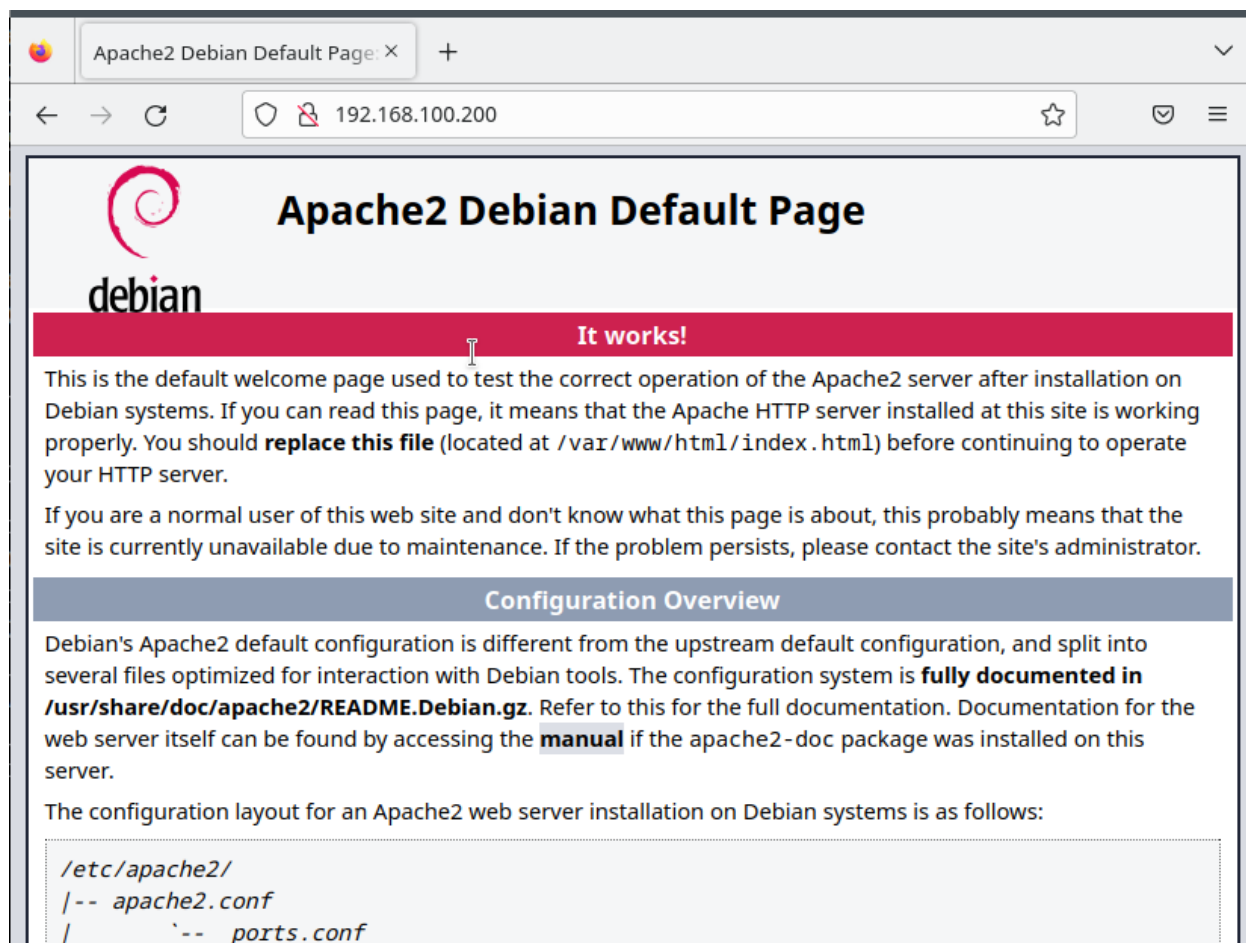 Apache2 Debian Default Page:
192.168.100.200
debian
Apache2 Debian Default Page
It works!
This is the default welcome page used to test the correct operation of the Apache2 server after installation on
Debian systems. If you can read this page, it means that the Apache HTTP server installed at this site is working
properly. You should replace this file (located at /var/www/html/index.html) before continuing to operate
your HTTP server.
If you are a normal user of this web site and don't know what this page is about, this probably means that the
site is currently unavailable due to maintenance. If the problem persists, please contact the site's administrator.
Configuration Overview
Debian's Apache2 default configuration is different from the upstream default configuration, and split into
several files optimized for interaction with Debian tools. The configuration system is fully documented in
/usr/share/doc/apache2/README.Debian.gz. Refer to this for the full documentation. Documentation for the
web server itself can be found by accessing the manual if the apache2-doc package was installed on this
server.
The configuration layout for an Apache2 web server installation on Debian systems is as follows:
/etc/apache2/
|-- apache2.conf
|       `--  ports.conf